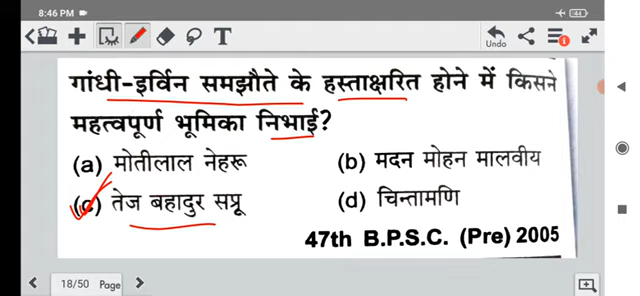 8:46 PM
44
Undo
गांधी-इर्विन समझौते के हस्ताक्षरित होने में किसने
महत्वपूर्ण भूमिका निभाई?
(a) मोतीलाल नेहरू (b) मदन मोहन मालवीय
(c) तेज बहादुर सप्रू (d) चिन्तामणि
47th B.P.S.C. (Pre) 2005
18/50